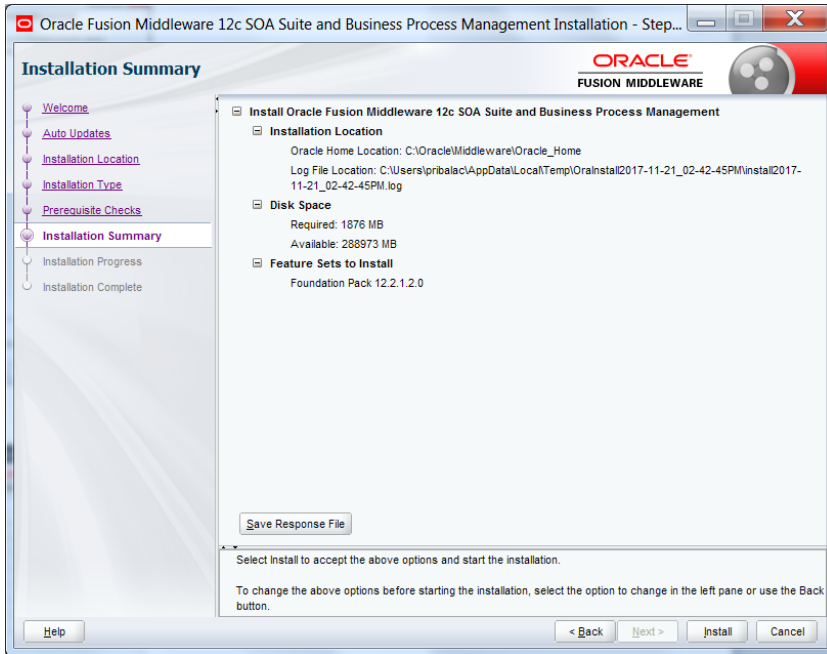 Oracle Fusion Middleware 12c SOA Suite and Business Process Management Installation - Step...
Installation Summary
ORACLE
FUSION MIDDLEWARE
Welcome
Auto Updates
Installation Location
Installation Type
Prerequisite Checks
Installation Summary
Installation Progress
Installation Complete
Install Oracle Fusion Middleware 12c SOA Suite and Business Process Management
Installation Location
Oracle Home Location: C:\Oracle\Middleware\Oracle_Home
Log File Location: C:\Users\pribalac\AppData\Local\Temp\OraInstall2017-11-21_02-42-45PM\install2017-
11-21_02-42-45PM.log
Disk Space
Required: 1876 MB
Available: 288973 MB
Feature Sets to Install
Foundation Pack 12.2.1.2.0
Save Response File
Select Install to accept the above options and start the installation.
To change the above options before starting the installation, select the option to change in the left pane or use the Back
button.
Help
< Back
Next >
Install
Cancel